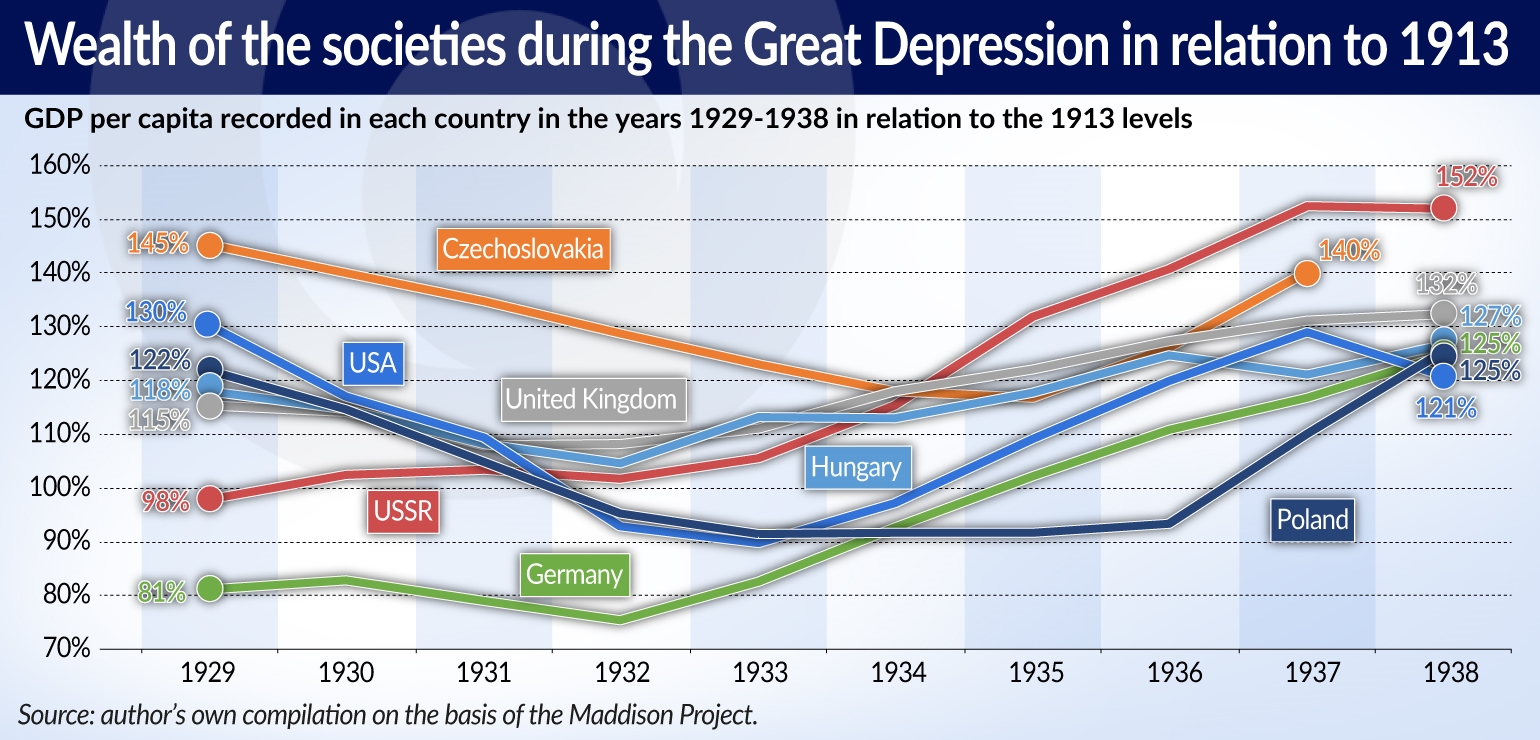 Wealth of the societies during the Great Depression in relation to 1913
GDP per capita recorded in each country in the years 1929-1938 in relation to the 1913 levels
160%
150%
140%
130%
120%
110%
100%
90%
80%
70%
145%
130%
122%
118%
115%
98%
81%
Czechoslovakia
USA
United Kingdom
USSR
Germany
Hungary
Poland
152%
140%
132%
127%
125%
125%
121%
1929 1930 1931 1932 1933 1934 1935 1936 1937 1938
Source: author's own compilation on the basis of the Maddison Project.